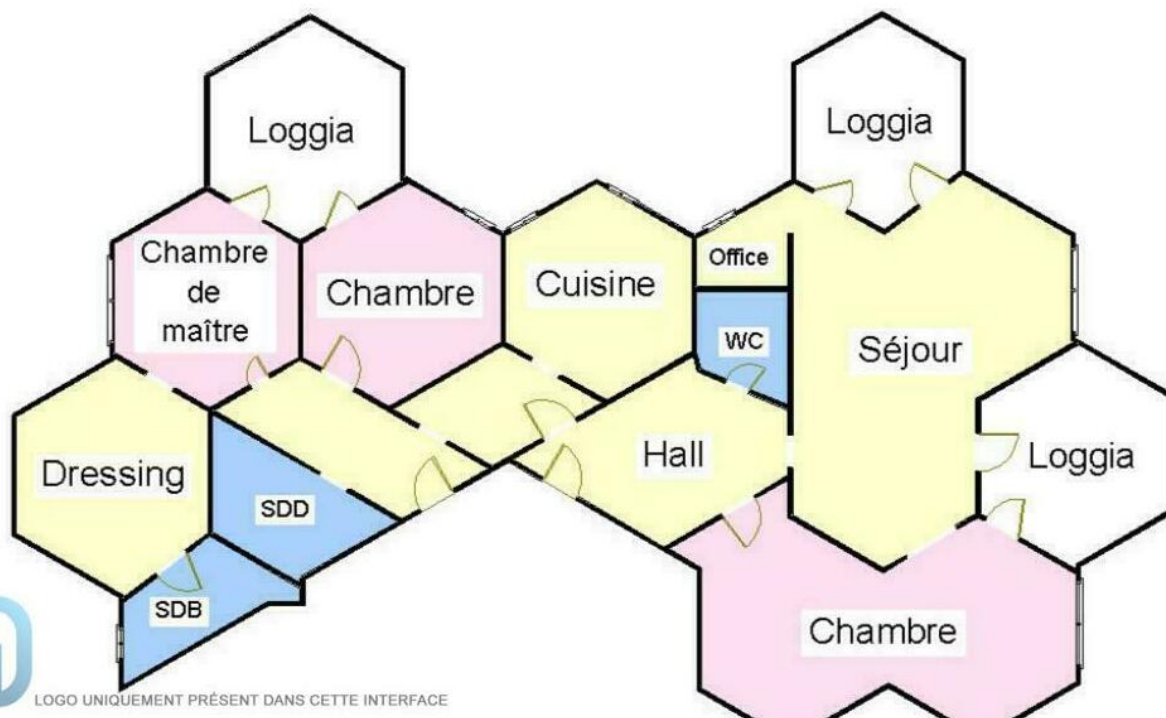 Loggia
Loggia
Chambre
de
maître
Chambre
Cuisine
Office
WC
Séjour
Dressing
SDD
Hall
Loggia
SDB
Chambre
LOGO UNIQUEMENT PRÉSENT DANS CETTE INTERFACE